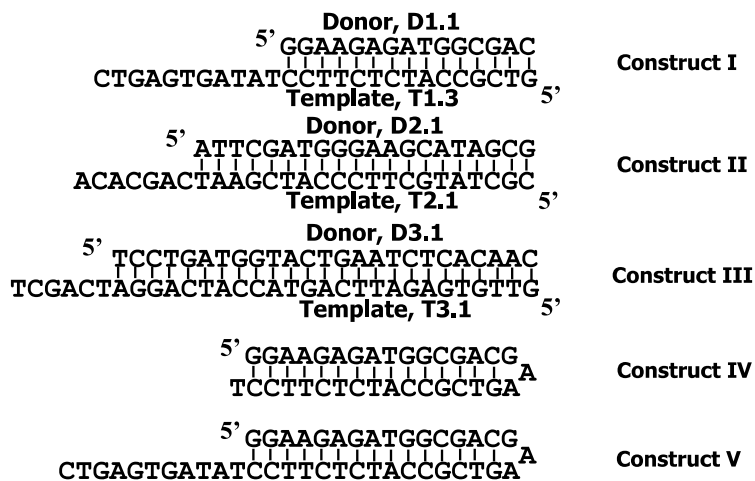 Donor, D1.1
5’ GGAAGAGATGGCGAC
CTGAGTGATATCCTTCTCTACCGCTG 5’
Template, T1.3
Construct I
Donor, D2.1
5’ ATTCGATGGGAAGCATAGCG
ACACGACTAAGCTACCCTTCGTATCGC 5’
Template, T2.1
Construct II
Donor, D3.1
5’ TCCTGATGGTACTGAATCTCACAAC
TCGACTAGGACTACCATGACTTAGAGTGTTG 5’
Template, T3.1
Construct III
5’ GGAAGAGATGGCGACG
A
TCCTTCTCTACCGCTGA
Construct IV
5’ GGAAGAGATGGCGACG
A
CTGAGTGATATCCTTCTCTACCGCTGA
Construct V